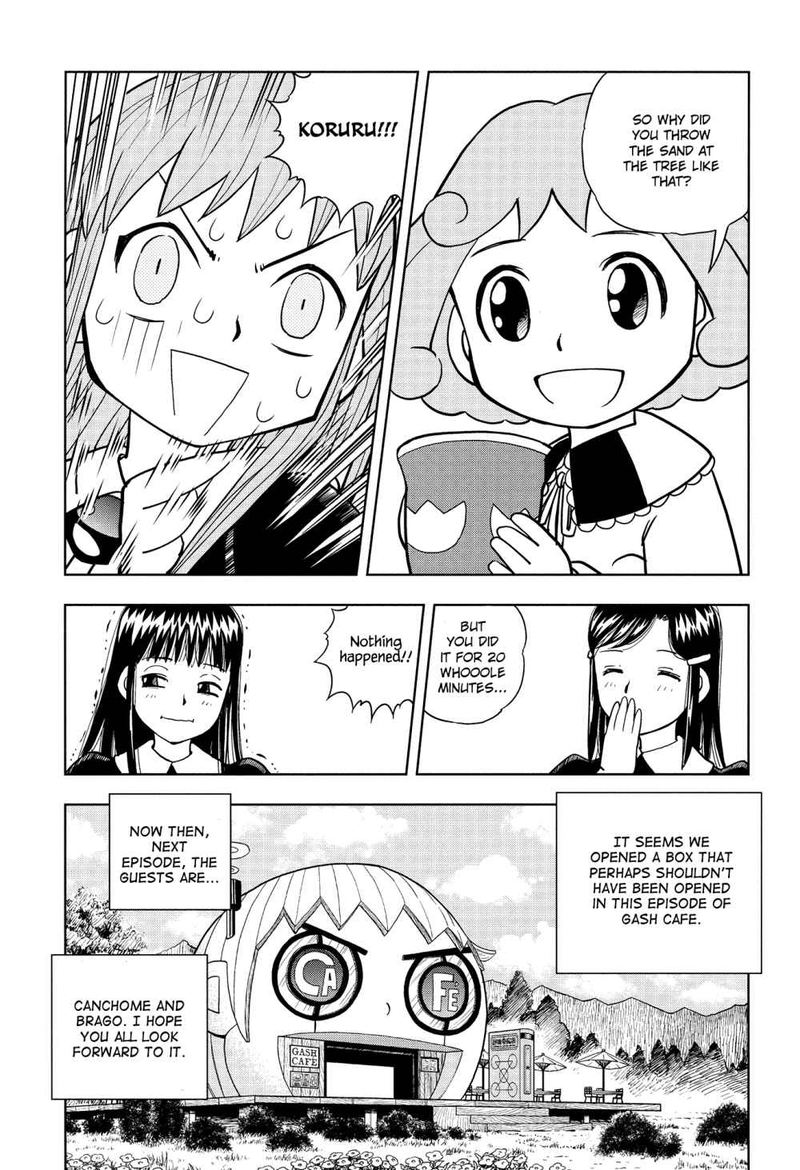 SO WHY DID
YOU THROW
THE SAND AT
THE TREE LIKE
THAT?
KORURU!!!
BUT
YOU DID
IT FOR 20
WHOOOLE
MINUTES...
Nothing
happened!!
IT SEEMS WE
OPENED A BOX THAT
PERHAPS SHOULDN'T
HAVE BEEN OPENED
IN THIS EPISODE OF
GASH CAFE.
NOW THEN,
NEXT
EPISODE, THE
GUESTS ARE...
CA
FE
GASH
CAFE
CANCHOME AND
BRAGO. I HOPE
YOU ALL LOOK
FORWARD TO IT.